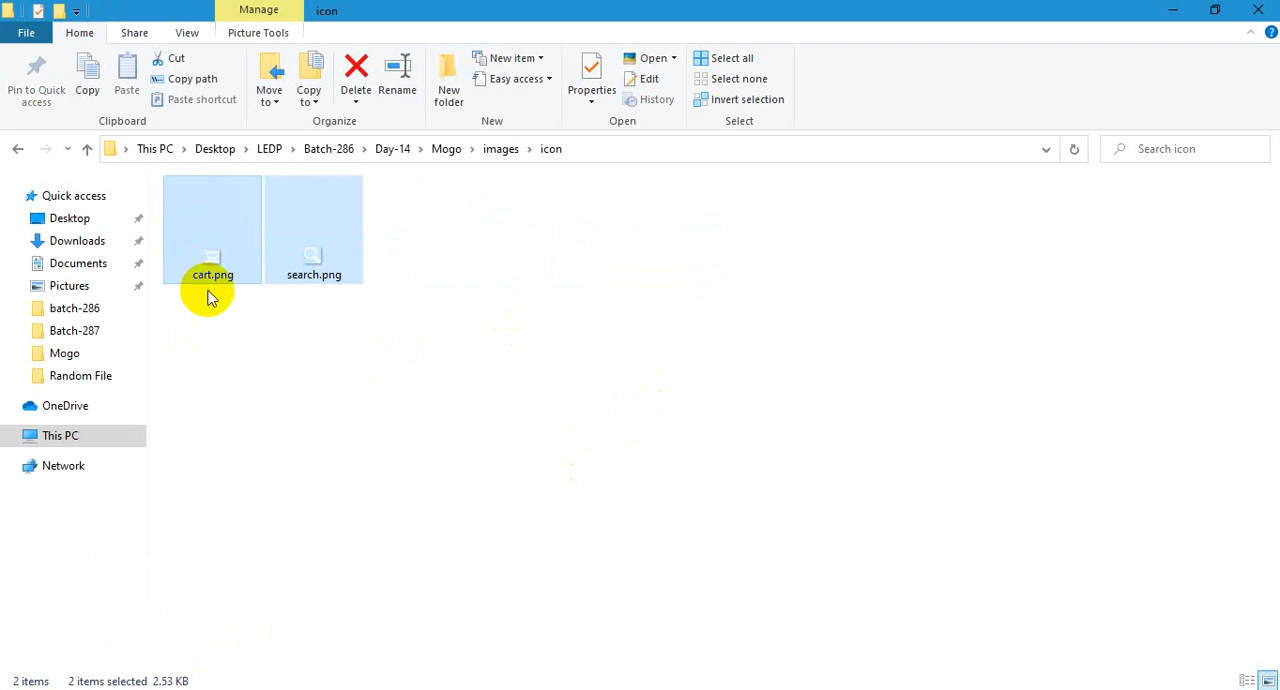 Manage
icon
File
Home
Share
View
Picture Tools
Pin to Quick
access
Copy
Paste
Cut
Copy path
Paste shortcut
Clipboard
Move
to
Copy
to
Delete
Rename
Organize
New
folder
New item
Easy access
New
Properties
Open
Edit
History
Open
Select all
Select none
Invert selection
Select
This PC
Desktop
LEDP
Batch-286
Day-14
Mogo
images
icon
Search icon
Quick access
Desktop
Downloads
Documents
Pictures
batch-286
Batch-287
Mogo
Random File
OneDrive
This PC
Network
cart.png
search.png
2 items
2 items selected 2.53 KB